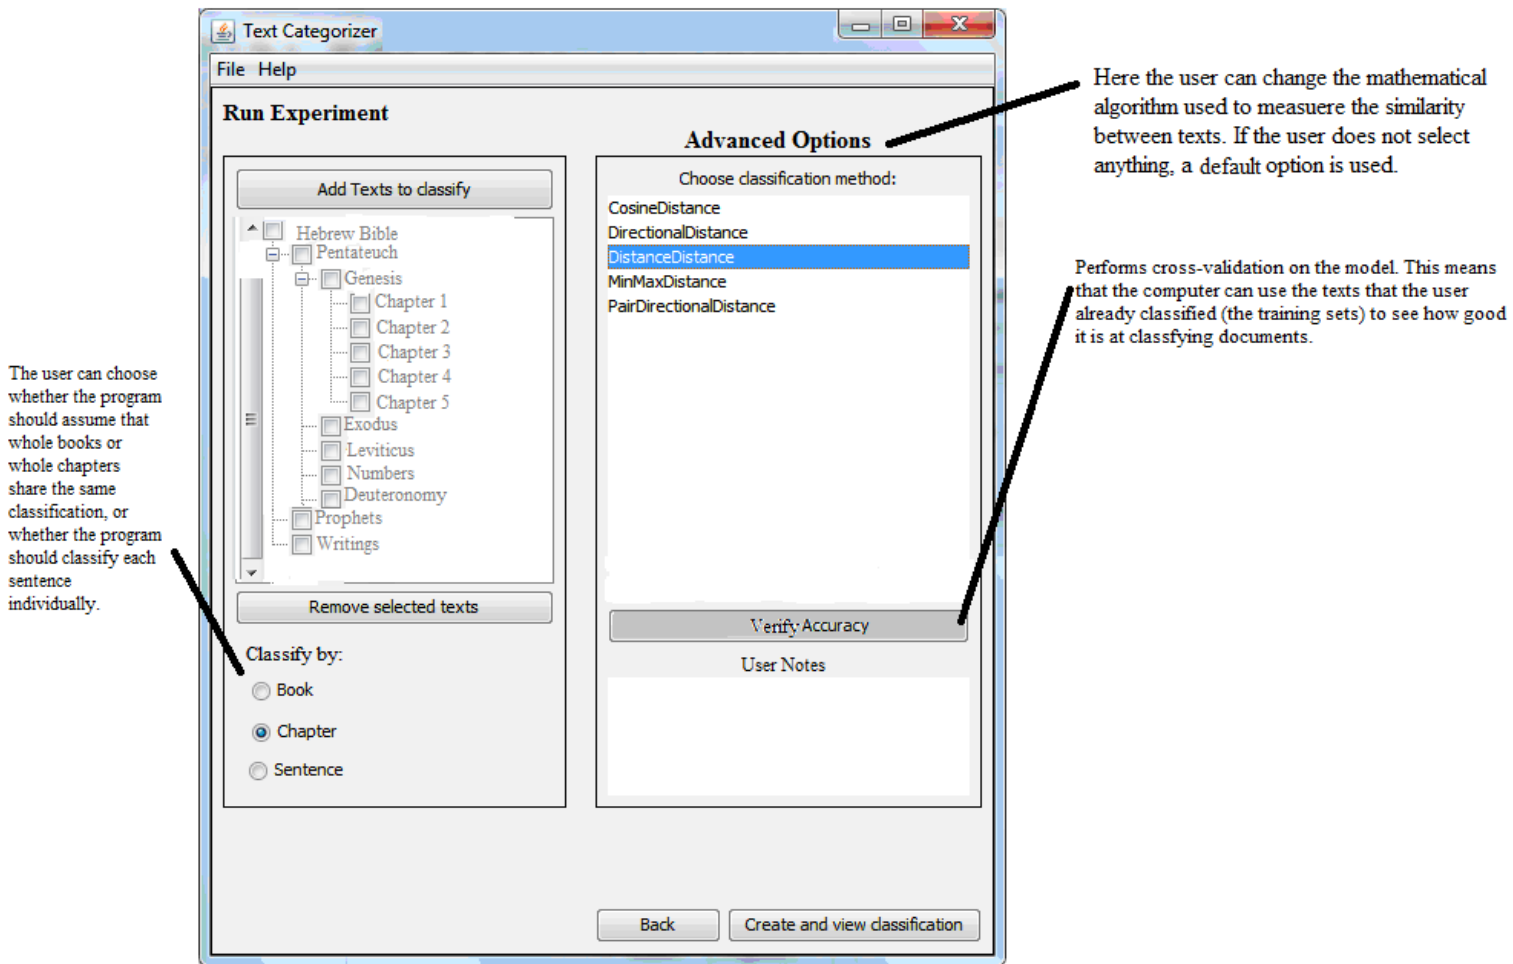 Text Categorizer
File Help
Run Experiment
Add Texts to classify
Hebrew Bible
Pentateuch
Genesis
Chapter 1
Chapter 2
Chapter 3
Chapter 4
Chapter 5
Exodus
Leviticus
Numbers
Deuteronomy
Prophets
Writings
Remove selected texts
Classify by:
Book
Chapter
Sentence
Advanced Options
Choose classification method:
CosineDistance
DirectionalDistance
DistanceDistance
MinMaxDistance
PairDirectionalDistance
Verify Accuracy
User Notes
Back
Create and view classification
The user can choose
whether the program
should assume that
whole books or
whole chapters
share the same
classification, or
whether the program
should classify each
sentence
individually.
Here the user can change the mathematical
algorithm used to measuere the similarity
between texts. If the user does not select
anything, a default option is used.
Performs cross-validation on the model. This means
that the computer can use the texts that the user
already classified (the training sets) to see how good
it is at classfying documents.